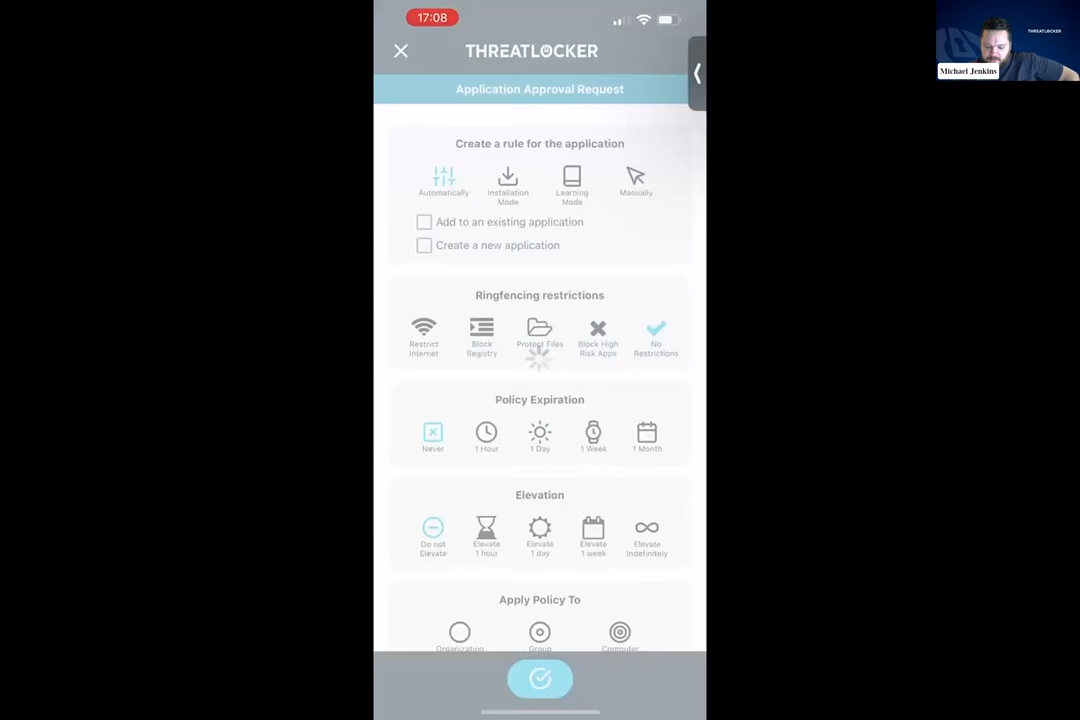 17:08
THREATLOCKER
THREATLOCKER
Michael Jenkins
Application Approval Request
Create a rule for the application
Automatically
Installation Mode
Learning Mode
Manually
Add to an existing application
Create a new application
Ringfencing restrictions
Restrict Internet
Block Registry
Protect Files
Block High Risk Apps
No Restrictions
Policy Expiration
Never
1 Hour
1 Day
1 Week
1 Month
Elevation
Do not Elevate
Elevate 1 hour
Elevate 1 day
Elevate 1 week
Elevate Indefinitely
Apply Policy To
Organization
Group
Computer